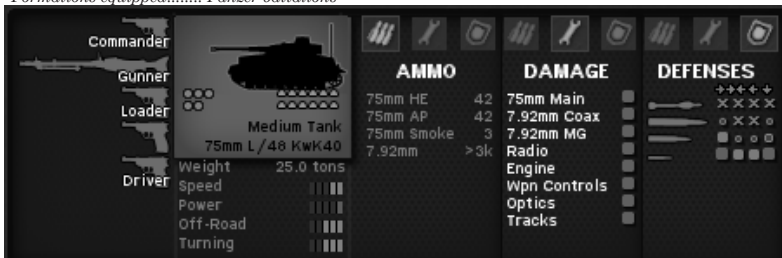 Formations equipped........ Panzer battalions
Commander
Gunner
Loader
Driver
Medium Tank
75mm L/48 KwK40
Weight 25.0 tons
Speed
Power
Off-Road
Turning
AMMO
75mm HE 42
75mm AP 42
75mm Smoke 3
7.92mm >3k
DAMAGE
75mm Main
7.92mm Coax
7.92mm MG
Radio
Engine
Wpn Controls
Optics
Tracks
DEFENSES